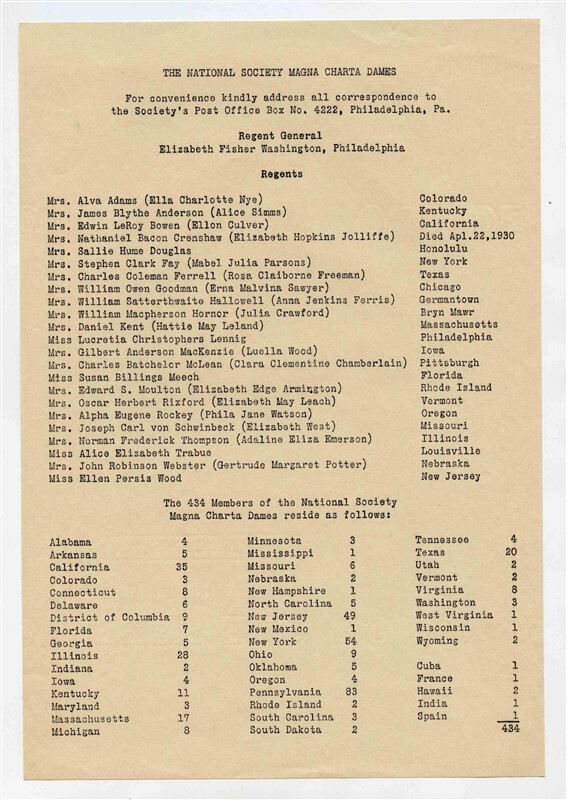 THE NATIONAL SOCIETY MAGNA CHARTA DAMES
For convenience kindly address all correspondence to
the Society's Post Office Box No. 4222, Philadelphia, Pa.
Regent General
Elizabeth Fisher Washington, Philadelphia
Regents
Mrs. Alva Adams (Ella Charlotte Nye) Colorado
Mrs. James Blythe Anderson (Alice Simms) Kentucky
Mrs. Edwin LeRoy Bowen (Ellon Culver) California
Mrs. Nathaniel Bacon Crenshaw (Elizabeth Hopkins Jolliffe) Died Apl.22,1930
Mrs. Sallie Hume Douglas Honolulu
Mrs. Stephen Clark Fay (Mabel Julia Parsons) New York
Mrs. Charles Coleman Ferrell (Rosa Claiborne Freeman) Texas
Mrs. William Owen Goodman (Erna Malvina Sawyer) Chicago
Mrs. William Satterthwaite Hallowell (Anna Jenkins Ferris) Germantown
Mrs. William Macpherson Hornor (Julia Crawford) Bryn Mawr
Mrs. Daniel Kent (Hattie May Leland) Massachusetts
Miss Lucretia Christophers Lennig Philadelphia
Mrs. Gilbert Anderson MacKenzie (Luella Wood) Iowa
Mrs. Charles Batchelor McLean (Clara Clementine Chamberlain) Pittsburgh
Miss Susan Billings Meech Florida
Mrs. Edward S. Moulton (Elizabeth Edge Armington) Rhode Island
Mrs. Oscar Herbert Rixford (Elizabeth May Leach) Vermont
Mrs. Alpha Eugene Rockey (Phila Jane Watson) Oregon
Mrs. Joseph Carl von Schwinbeck (Elizabeth West) Missouri
Mrs. Norman Frederick Thompson (Adaline Eliza Emerson) Illinois
Miss Alice Elizabeth Trabue Louisville
Mrs. John Robinson Webster (Gertrude Margaret Potter) Nebraska
Miss Ellen Persis Wood New Jersey
The 434 Members of the National Society
Magna Charta Dames reside as follows:
Alabama 4 Minnesota 3 Tennessee 4
Arkansas 5 Mississippi 1 Texas 20
California 35 Missouri 6 Utah 2
Colorado 3 Nebraska 2 Vermont 2
Connecticut 8 New Hampshire 1 Virginia 8
Delaware 6 North Carolina 5 Washington 3
District of Columbia 9 New Jersey 49 West Virginia 1
Florida 7 New Mexico 1 Wisconsin 1
Georgia 5 New York 54 Wyoming 2
Illinois 28 Ohio 9
Indiana 2 Oklahoma 5 Cuba 1
Iowa 4 Oregon 4 France 1
Kentucky 11 Pennsylvania 83 Hawaii 2
Maryland 3 Rhode Island 2 India 1
Massachusetts 17 South Carolina 3 Spain 1
Michigan 8 South Dakota 2 434